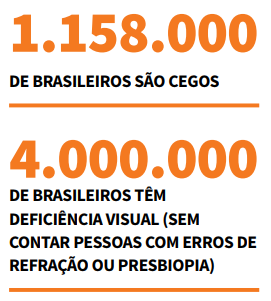 1.158.000
DE BRASILEIROS SÃO CEGOS
4.000.000
DE BRASILEIROS TÊM
DEFICIÊNCIA VISUAL (SEM
CONTAR PESSOAS COM ERROS DE
REFRAÇÃO OU PRESBIOPIA)